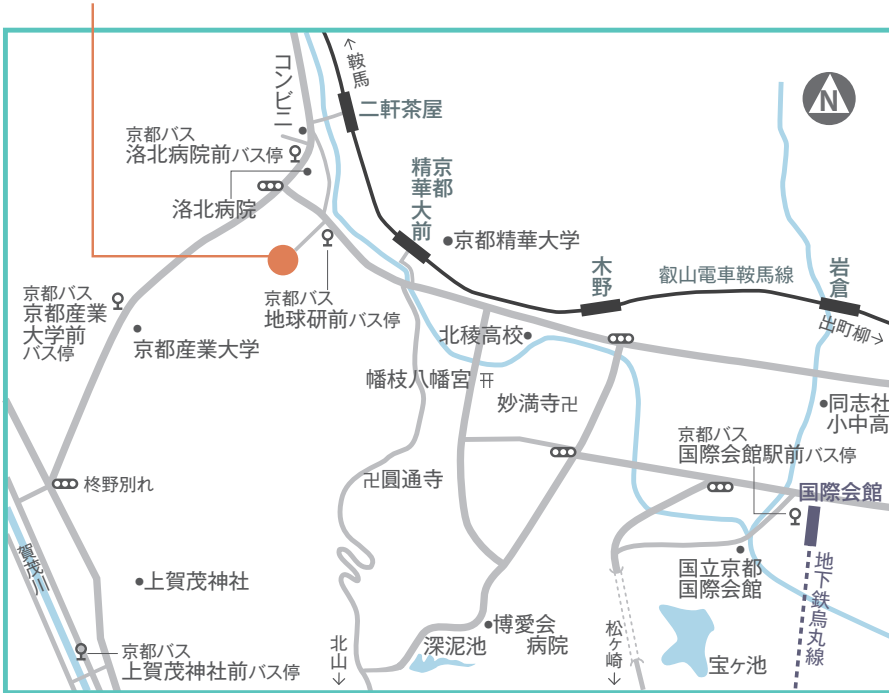 ↑鞍馬
コンビニ
二軒茶屋
N
京都バス
洛北病院前バス停
洛北病院
京都
精華大前
京都精華大学
木野
叡山電車鞍馬線
岩倉
出町柳→
京都バス
京都産業
大学前
バス停
京都産業大学
京都バス
地球研前バス停
北稜高校
幡枝八幡宮
妙満寺卍
同志社
小中高
京都バス
国際会館駅前バス停
卍圓通寺
国際会館
柊野別れ
賀茂川
上賀茂神社
国立京都
国際会館
地下鉄烏丸線
京都バス
上賀茂神社前バス停
北山↓
深泥池
博愛会
病院
松ヶ崎↓
宝ヶ池